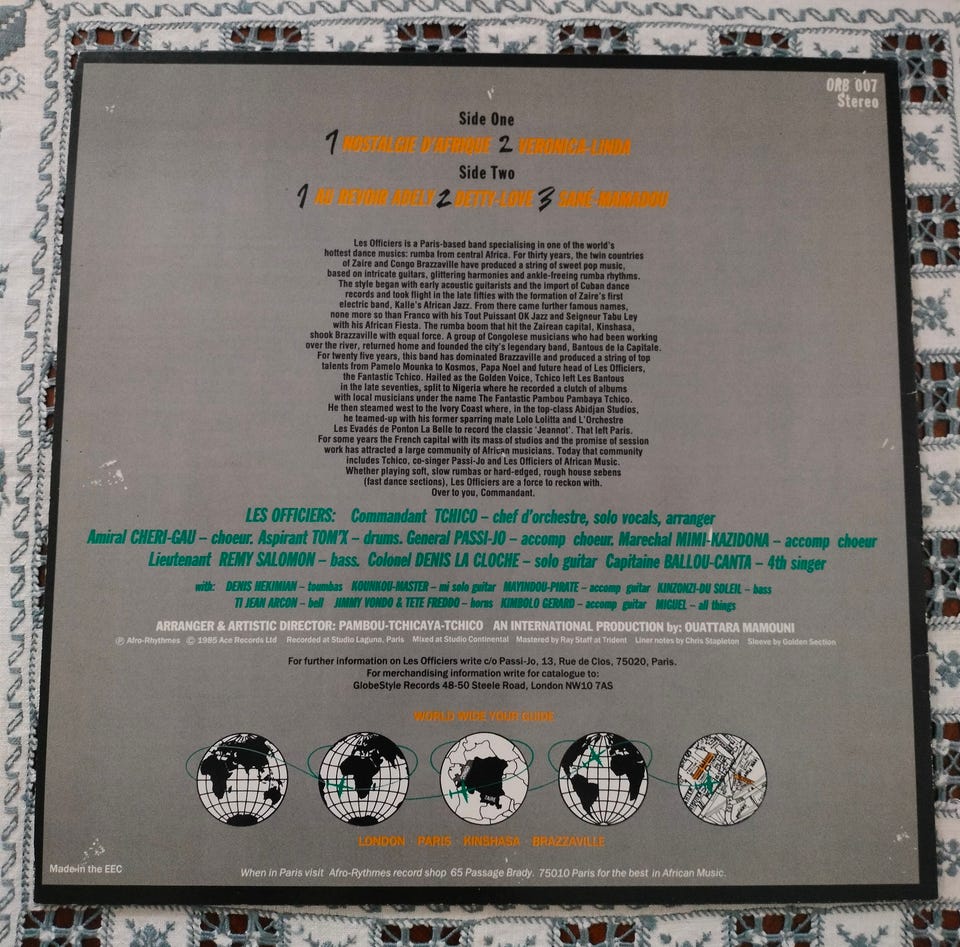 ORB 007
Stereo
Side One
1 NOSTALGIE D'AFRIQUE 2 VERONICA-LINDA
Side Two
1 AU REVOIR ADELY 2 BETTY-LOVE 3 SANÉ-MAMADOU
Les Officiers is a Paris-based band specialising in one of the world's
hottest dance musics: rumba from central Africa. For thirty years, the twin countries
of Zaire and Congo Brazzaville have produced a string of sweet pop music,
based on intricate guitars, glittering harmonies and ankle-freeing rumba rhythms.
The style began with early acoustic guitarists and the import of Cuban dance
records and took flight in the late fifties with the formation of Zaire's first
electric band, Kalle's African Jazz. From there came further famous names,
none more so than Franco with his Tout Puissant OK Jazz and Seigneur Tabu Ley
with his African Fiesta. The rumba boom that hit the Zairean capital, Kinshasa,
shook Brazzaville with equal force. A group of Congolese musicians who had been working
over the river, returned home and founded the city's legendary band, Bantous de la Capitale.
For twenty five years, this band has dominated Brazzaville and produced a string of top
talents from Pamelo Mounka to Kosmos, Papa Noel and future head of Les Officiers,
the Fantastic Tchico. Hailed as the Golden Voice, Tchico left Les Bantous
in the late seventies, split to Nigeria where he recorded a clutch of albums
with local musicians under the name The Fantastic Pambou Pambaya Tchico.
He then steamed west to the Ivory Coast where, in the top-class Abidjan Studios,
he teamed-up with his former sparring mate Lolo Lolitta and L'Orchestre
Les Evadés de Ponton La Belle to record the classic 'Jeannot'. That left Paris.
For some years the French capital with its mass of studios and the promise of session
work has attracted a large community of African musicians. Today that community
includes Tchico, co-singer Passi-Jo and Les Officiers of African Music.
Whether playing soft, slow rumbas or hard-edged, rough house sebens
(fast dance sections), Les Officiers are a force to reckon with.
Over to you, Commandant.
LES OFFICIERS: Commandant TCHICO – chef d'orchestre, solo vocals, arranger
Amiral CHERI-GAU – choeur. Aspirant TOM'X – drums. General PASSI-JO – accomp choeur. Marechal MIMI-KAZIDONA – accomp choeur
Lieutenant REMY SALOMON – bass. Colonel DENIS LA CLOCHE – solo guitar Capitaine BALLOU-CANTA – 4th singer
with: DENIS HEKIMIAN – toumbas KOUNKOU-MASTER – mi solo guitar MAYINDOU-PIRATE – accomp guitar KINZONZI-DU SOLEIL – bass
TI JEAN ARCON – bell JIMMY VONDO & TETE FREDDO – horns KIMBOLO GERARD – accomp guitar MIGUEL – all things
ARRANGER & ARTISTIC DIRECTOR: PAMBOU-TCHICAYA-TCHICO AN INTERNATIONAL PRODUCTION by: OUATTARA MAMOUNI
℗ Afro-Rhythmes © 1985 Ace Records Ltd Recorded at Studio Laguna, Paris Mixed at Studio Continental Mastered by Ray Staff at Trident Liner notes by Chris Stapleton Sleeve by Golden Section
For further information on Les Officiers write c/o Passi-Jo, 13, Rue de Clos, 75020, Paris.
For merchandising information write for catalogue to:
GlobeStyle Records 48-50 Steele Road, London NW10 7AS
WORLD WIDE YOUR GUIDE
LONDON · PARIS · KINSHASA · BRAZZAVILLE
Made in the EEC
When in Paris visit Afro-Rythmes record shop 65 Passage Brady. 75010 Paris for the best in African Music.